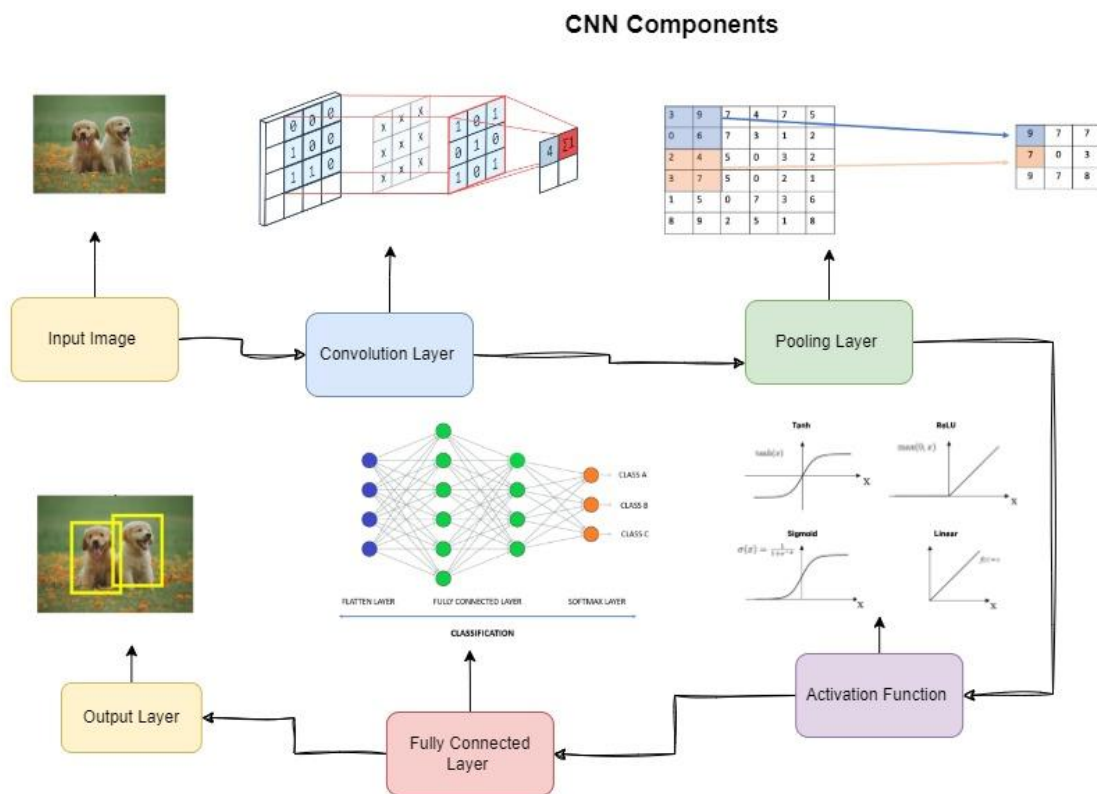 CNN Components
0 0 0
1 0 0
1 1 0
x x x
x x x
x x x
1 0 1
0 1 0
1 0 1
4 Σ1
3 9 7 4 7 5
0 6 7 3 1 2
2 4 5 0 3 2
3 7 5 0 2 1
1 5 0 7 3 6
8 9 2 5 1 8
9 7 7
7 0 3
9 7 8
Input Image
Convolution Layer
Pooling Layer
CLASS A
CLASS B
CLASS C
FLATTEN LAYER FULLY CONNECTED LAYER SOFTMAX LAYER
CLASSIFICATION
Tanh
tanh(x)
X
ReLU
max(0, x)
X
Sigmoid
X
Linear
X
Activation Function
Fully Connected
Layer
Output Layer